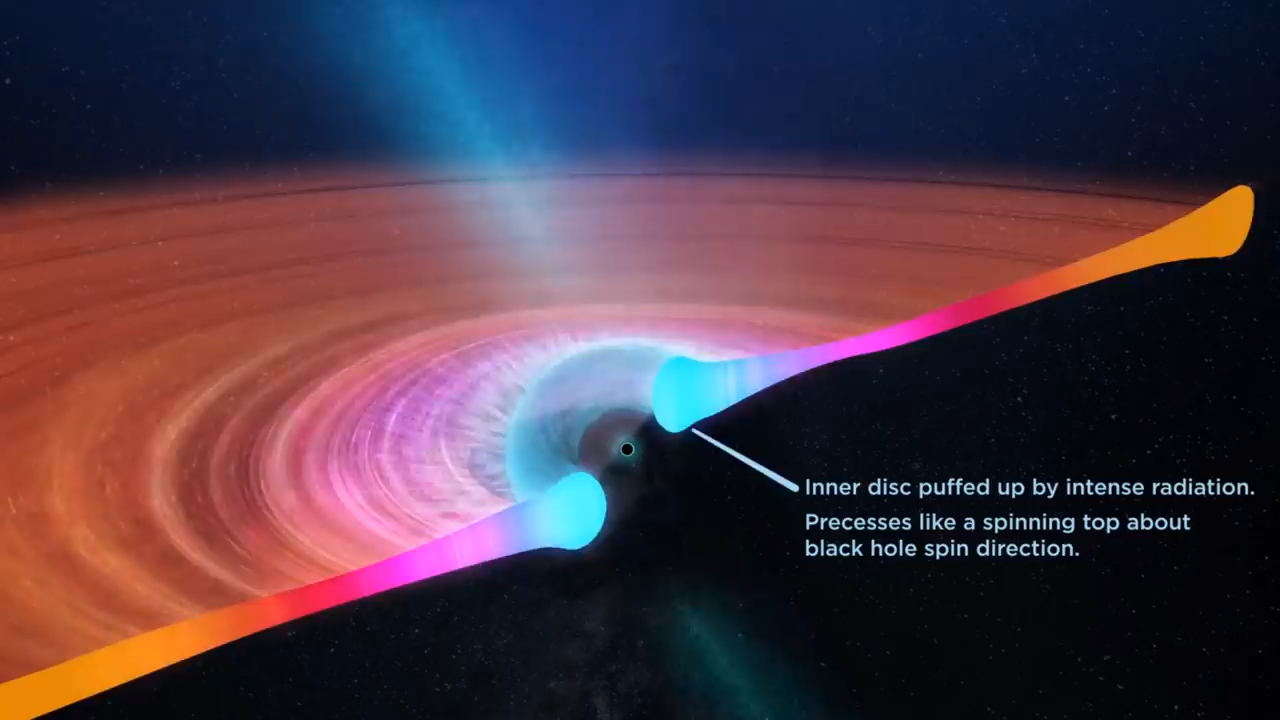 Inner disc puffed up by intense radiation.
Precesses like a spinning top about
black hole spin direction.